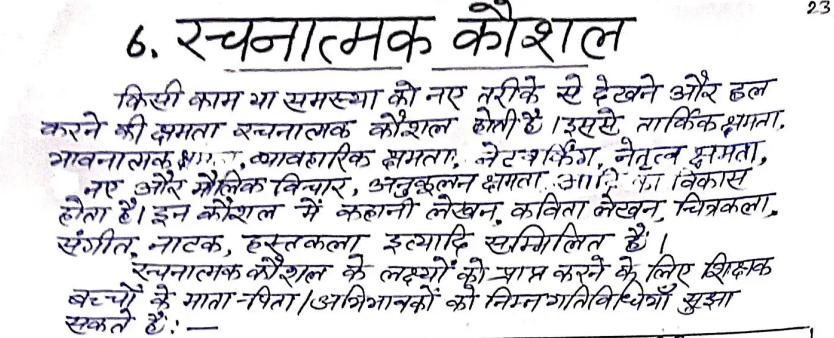 23
6. रचनात्मक कौशल
किसी काम या समस्या को नए तरीके से देखने और हल
करने की क्षमता रचनात्मक कौशल होती है। इससे तार्किक क्षमता,
भावनात्मक व्यावहारिक क्षमता, नेटवर्किंग, नेतृत्व क्षमता,
नए और मौलिक विचार, अनुकूलन क्षमता आदि का विकास
होता है। इन कौशल में कहानी लेखन, कविता लेखन, चित्रकला,
संगीत, नाटक, हस्तकला इत्यादि सम्मिलित हैं।
रचनात्मक कौशल के लक्ष्यों को प्राप्त करने के लिए शिक्षक
बच्चों के माता-पिता/अभिभावकों को निम्न गतिविधियाँ सुझा
सकते हैं:—